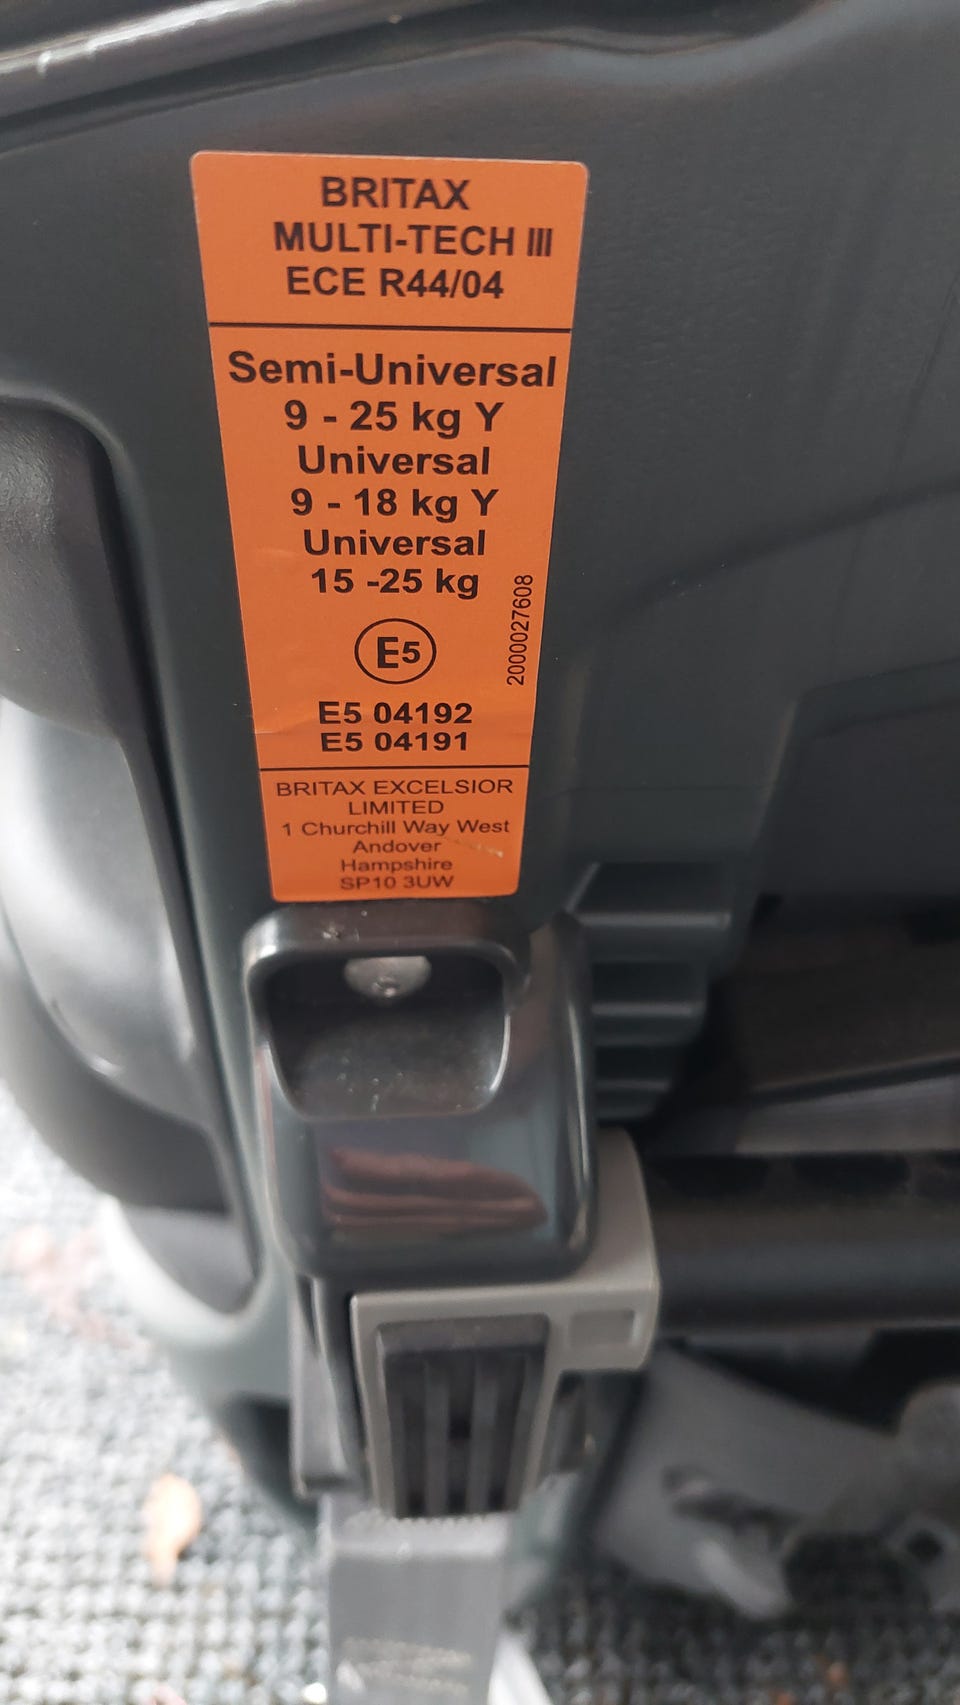 BRITAX
MULTI-TECH III
ECE R44/04
Semi-Universal
9 - 25 kg Y
Universal
9 - 18 kg Y
Universal
15 -25 kg
2000027608
E5
E5 04192
E5 04191
BRITAX EXCELSIOR
LIMITED
1 Churchill Way West
Andover
Hampshire
SP10 3UW